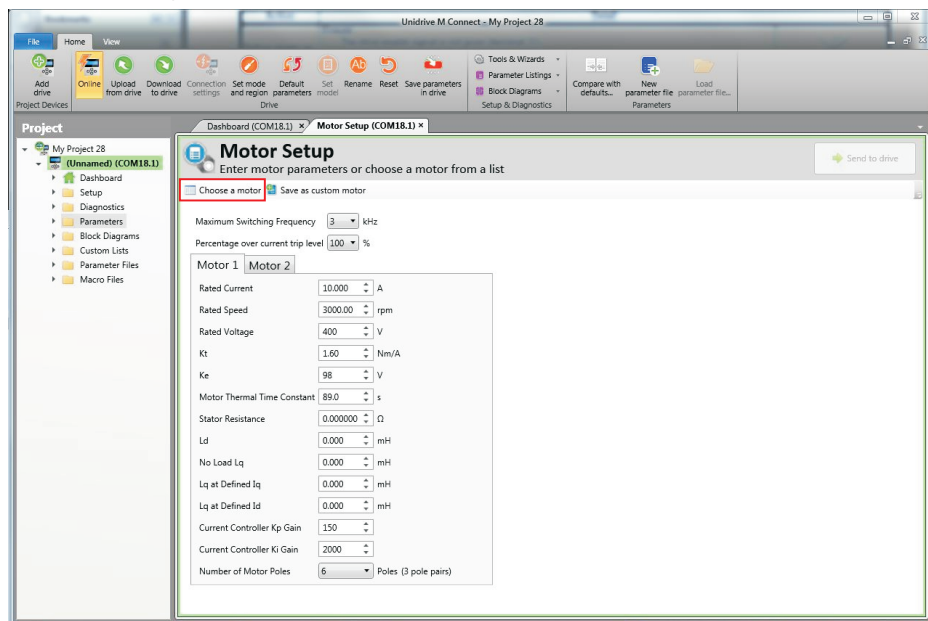 Unidrive M Connect - My Project 28
File Home View
Add drive
Online
Upload from drive
Download to drive
Connection settings
Set mode and region
Default parameters
Set model
Rename
Reset
Save parameters in drive
Tools & Wizards
Parameter Listings
Block Diagrams
Compare with defaults...
New parameter file
Load parameter file...
Project Devices
Drive
Setup & Diagnostics
Parameters
Project
Dashboard (COM18.1) ×
Motor Setup (COM18.1) ×
My Project 28
(Unnamed) (COM18.1)
Dashboard
Setup
Diagnostics
Parameters
Block Diagrams
Custom Lists
Parameter Files
Macro Files
Motor Setup
Enter motor parameters or choose a motor from a list
Send to drive
Choose a motor
Save as custom motor
Maximum Switching Frequency 3 kHz
Percentage over current trip level 100 %
Motor 1 Motor 2
Rated Current 10.000 A
Rated Speed 3000.00 rpm
Rated Voltage 400 V
Kt 1.60 Nm/A
Ke 98 V
Motor Thermal Time Constant 89.0 s
Stator Resistance 0.000000 Ω
Ld 0.000 mH
No Load Lq 0.000 mH
Lq at Defined Iq 0.000 mH
Lq at Defined Id 0.000 mH
Current Controller Kp Gain 150
Current Controller Ki Gain 2000
Number of Motor Poles 6 Poles (3 pole pairs)